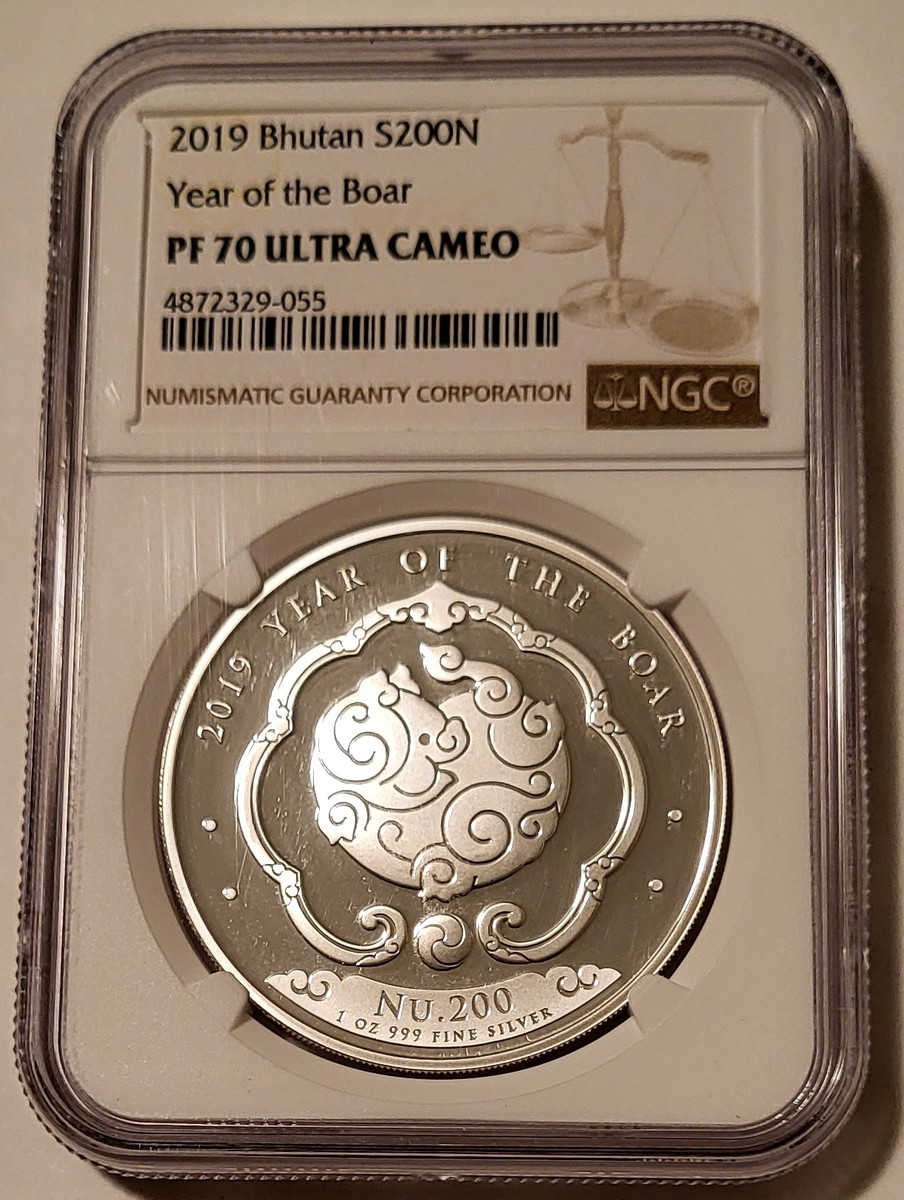 2019 Bhutan S200N
Year of the Boar
PF 70 ULTRA CAMEO
4872329-055
NUMISMATIC GUARANTY CORPORATION
NGC®
2019 YEAR OF THE BOAR
NU.200
1 OZ 999 FINE SILVER